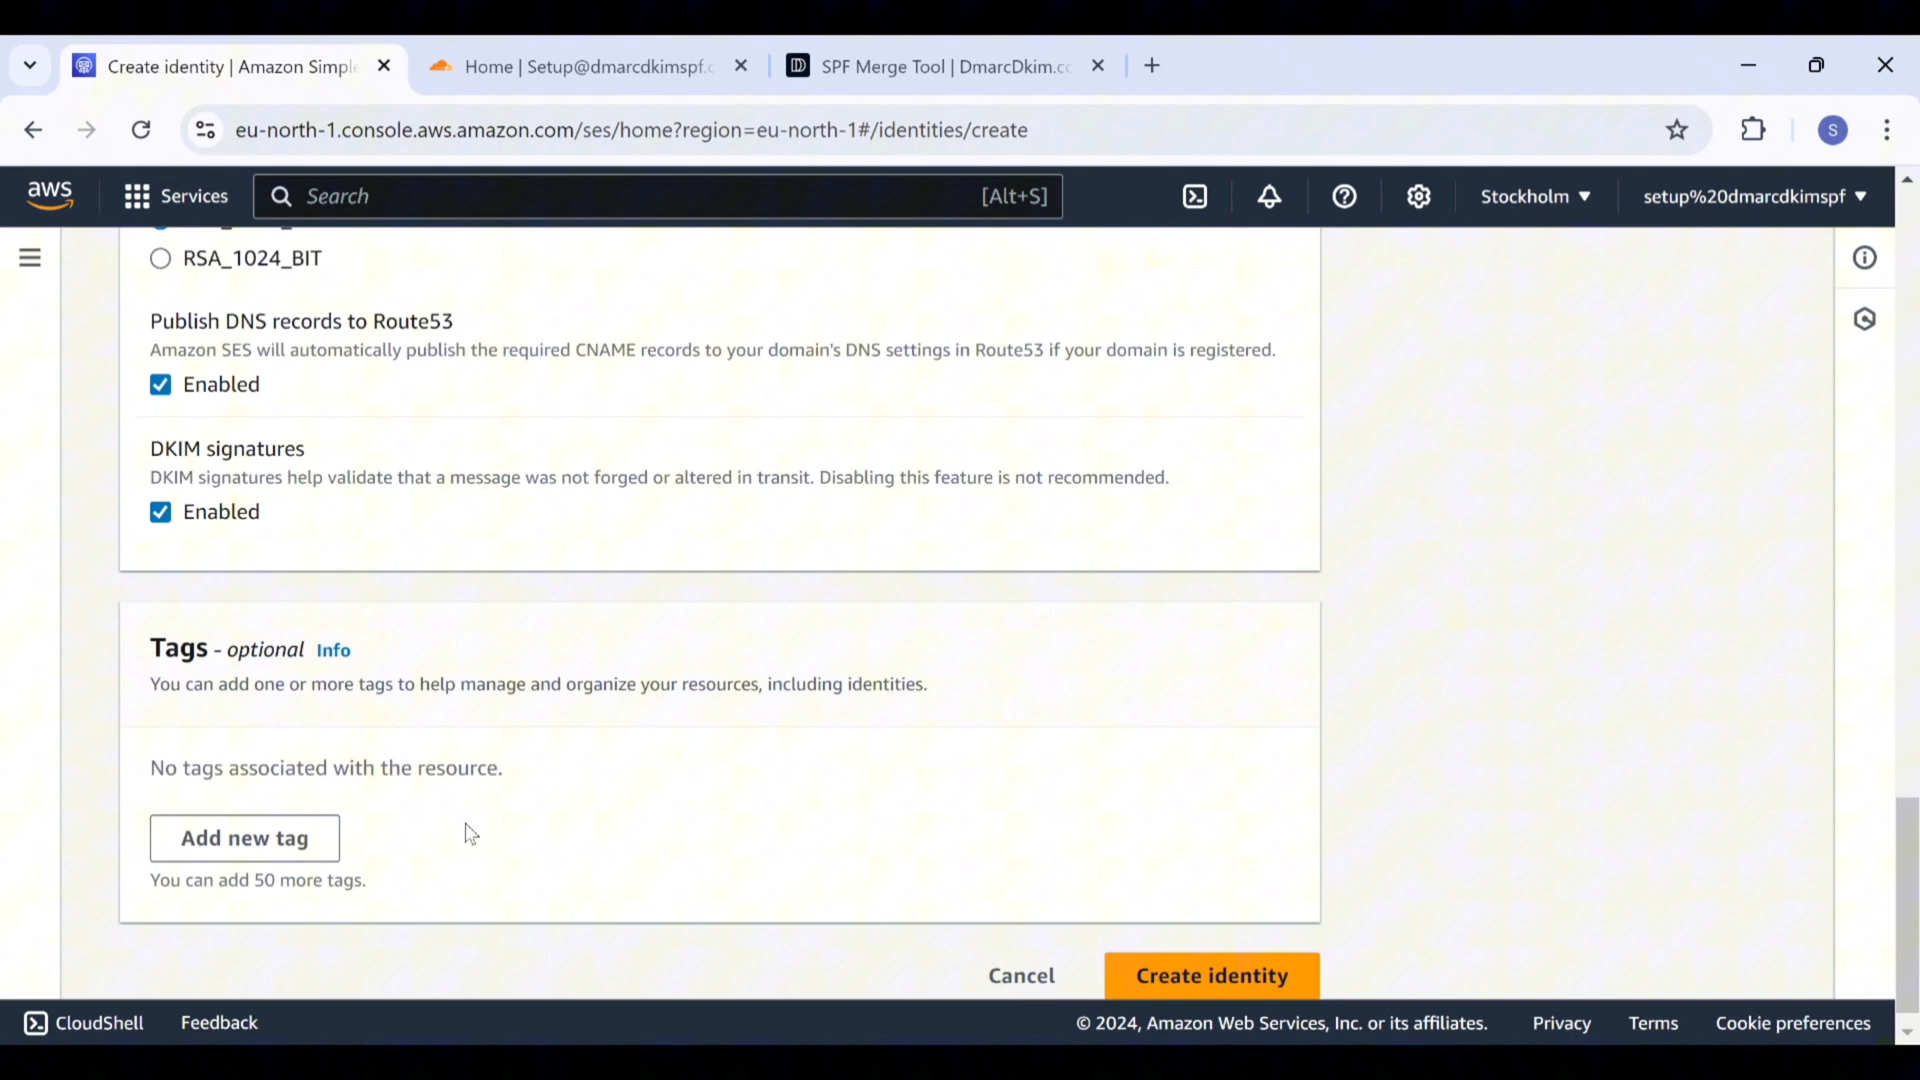 Create identity | Amazon Simple
Home | Setup@dmarcdkimspf.c
SPF Merge Tool | DmarcDkim.co
eu-north-1.console.aws.amazon.com/ses/home?region=eu-north-1#/identities/create
S
aws
Services
Search
[Alt+S]
Stockholm
setup%20dmarcdkimspf
RSA_1024_BIT
Publish DNS records to Route53
Amazon SES will automatically publish the required CNAME records to your domain's DNS settings in Route53 if your domain is registered.
Enabled
DKIM signatures
DKIM signatures help validate that a message was not forged or altered in transit. Disabling this feature is not recommended.
Enabled
Tags - optional Info
You can add one or more tags to help manage and organize your resources, including identities.
No tags associated with the resource.
Add new tag
You can add 50 more tags.
Cancel
Create identity
CloudShell
Feedback
© 2024, Amazon Web Services, Inc. or its affiliates.
Privacy
Terms
Cookie preferences